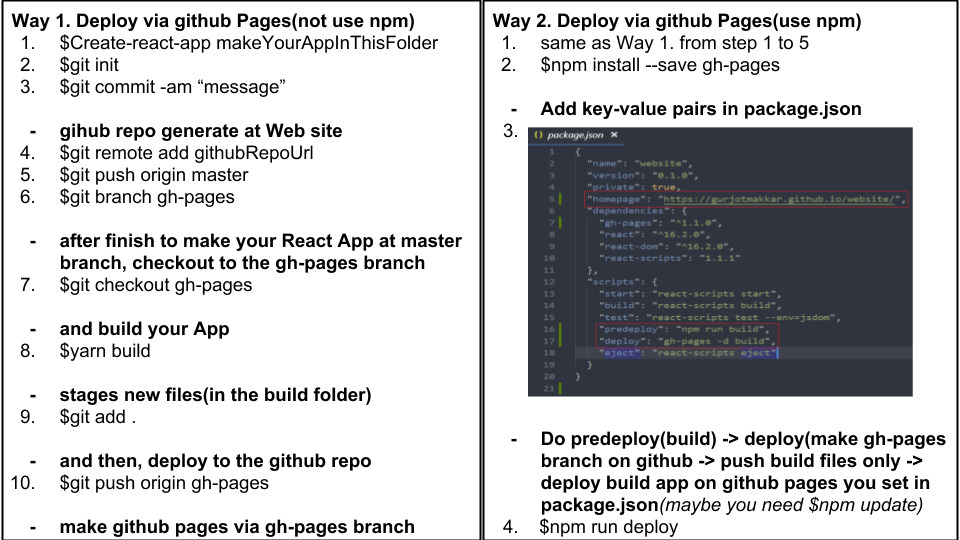 Way 1. Deploy via github Pages(not use npm)
1. $Create-react-app makeYourAppInThisFolder
2. $git init
3. $git commit -am “message”
- gihub repo generate at Web site
4. $git remote add githubRepoUrl
5. $git push origin master
6. $git branch gh-pages
- after finish to make your React App at master
branch, checkout to the gh-pages branch
7. $git checkout gh-pages
- and build your App
8. $yarn build
- stages new files(in the build folder)
9. $git add .
- and then, deploy to the github repo
10. $git push origin gh-pages
- make github pages via gh-pages branch
Way 2. Deploy via github Pages(use npm)
1. same as Way 1. from step 1 to 5
2. $npm install --save gh-pages
- Add key-value pairs in package.json
3.
{} package.json ×
1 {
2 "name": "website",
3 "version": "0.1.0",
4 "private": true,
5 "homepage": "https://gurjotmakkar.github.io/website/",
6 "dependencies": {
7 "gh-pages": "^1.1.0",
8 "react": "^16.2.0",
9 "react-dom": "^16.2.0",
10 "react-scripts": "1.1.1"
11 },
12 "scripts": {
13 "start": "react-scripts start",
14 "build": "react-scripts build",
15 "test": "react-scripts test --env=jsdom",
16 "predeploy": "npm run build",
17 "deploy": "gh-pages -d build",
18 "eject": "react-scripts eject"
19 }
20 }
21
- Do predeploy(build) -> deploy(make gh-pages
branch on github -> push build files only ->
deploy build app on github pages you set in
package.json(maybe you need $npm update)
4. $npm run deploy